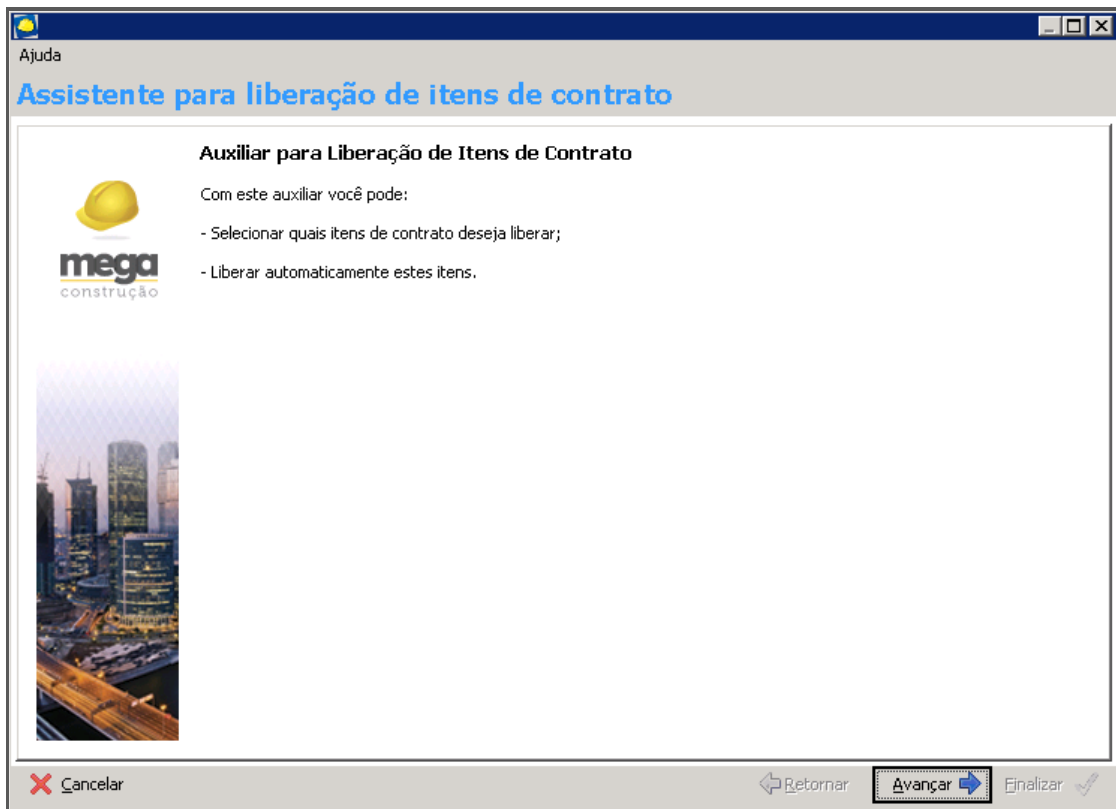 Ajuda
Assistente para liberação de itens de contrato
Auxiliar para Liberação de Itens de Contrato
Com este auxiliar você pode:
- Selecionar quais itens de contrato deseja liberar;
- Liberar automaticamente estes itens.
mega
construção
Cancelar
Retornar
Avançar
Finalizar